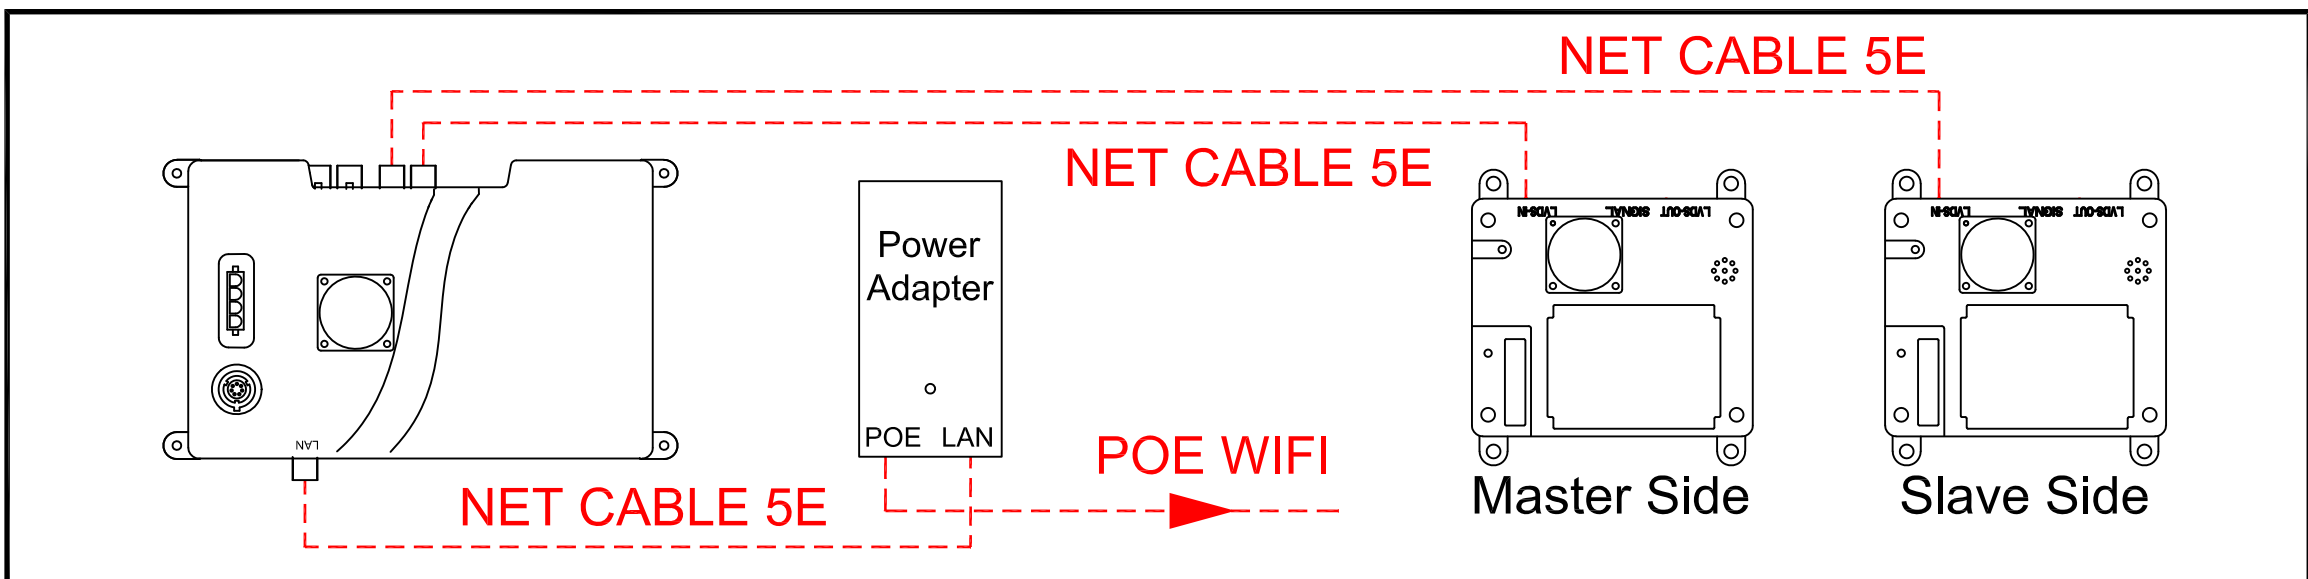 NET CABLE 5E
NET CABLE 5E
LVDS-IN SIGNAL LVDS-OUT
LVDS-IN SIGNAL LVDS-OUT
Power
Adapter
POE LAN
LAN
POE WIFI
NET CABLE 5E
Master Side
Slave Side